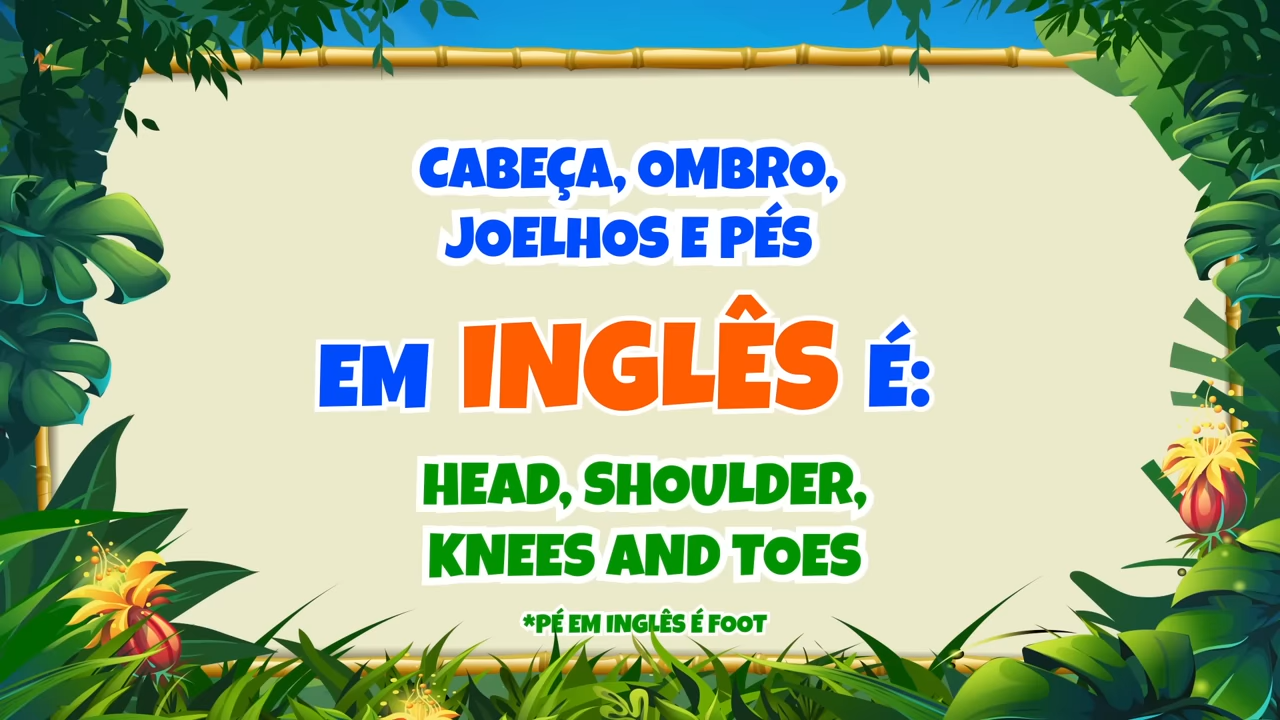 CABEÇA, OMBRO,
JOELHOS E PÉS
EM INGLÊS É:
HEAD, SHOULDER,
KNEES AND TOES
*PÉ EM INGLÊS É FOOT